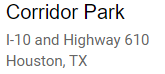 Corridor Park
I-10 and Highway 610
Houston, TX